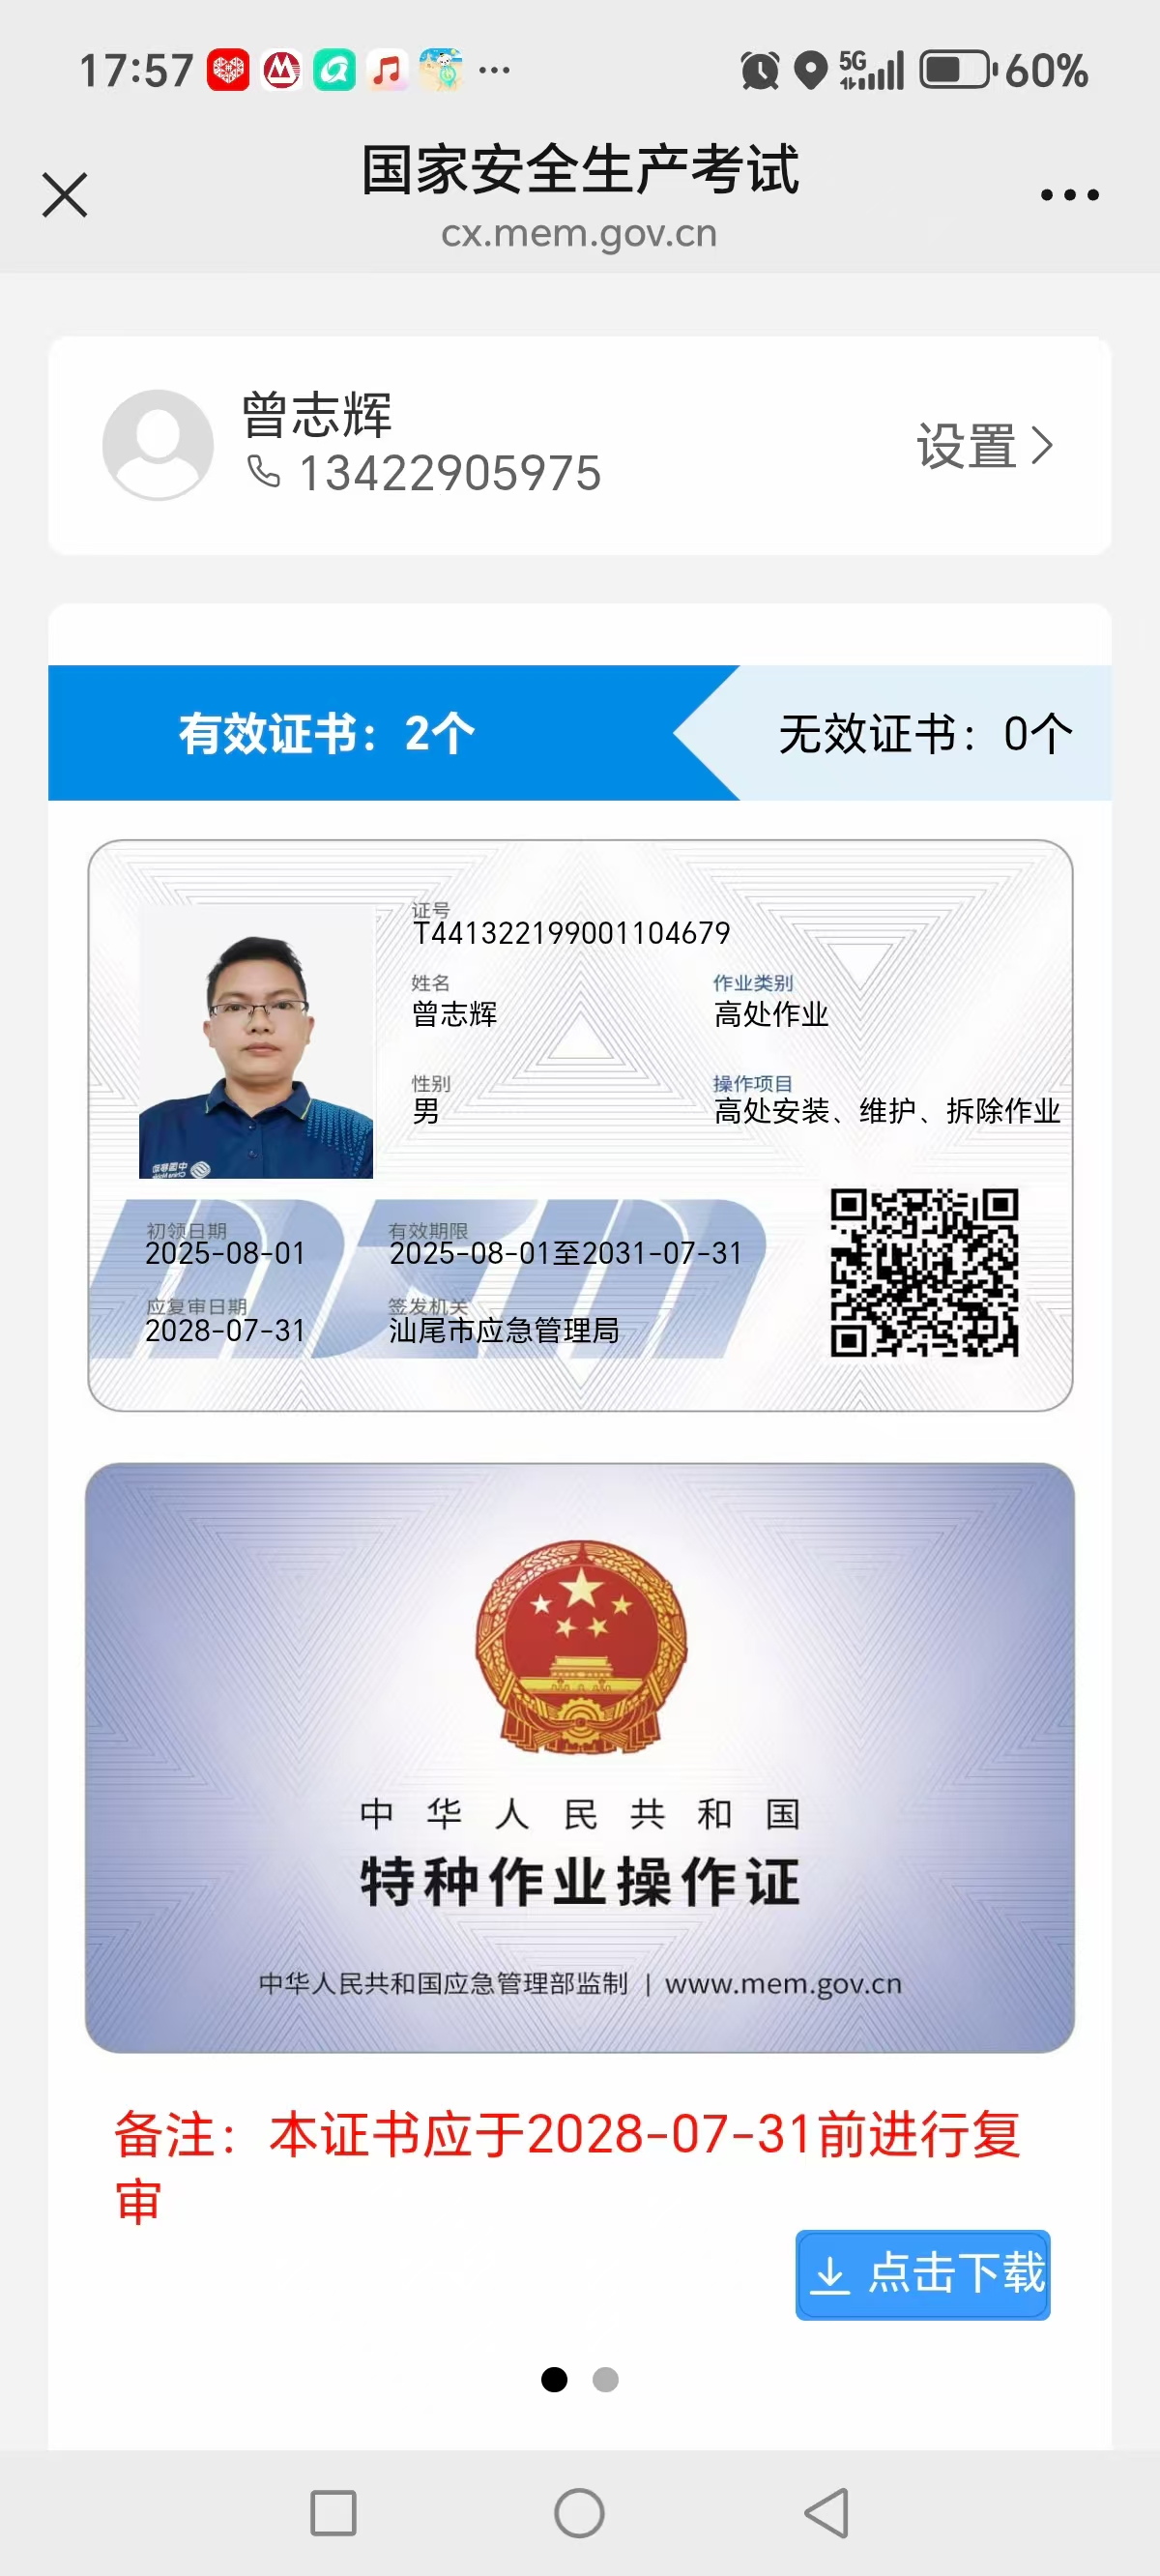 17:57
5G
60%
国家安全生产考试
cx.mem.gov.cn
曾志辉
13422905975
设置
有效证书：2个
无效证书：0个
证号
T441322199001104679
姓名
作业类别
曾志辉
高处作业
性别
操作项目
男
高处安装、维护、拆除作业
初领日期
有效期限
2025-08-01
2025-08-01至2031-07-31
应复审日期
签发机关
2028-07-31
汕尾市应急管理局
中华人民共和国
特种作业操作证
中华人民共和国应急管理部监制 | www.mem.gov.cn
备注：本证书应于2028-07-31前进行复
审
点击下载